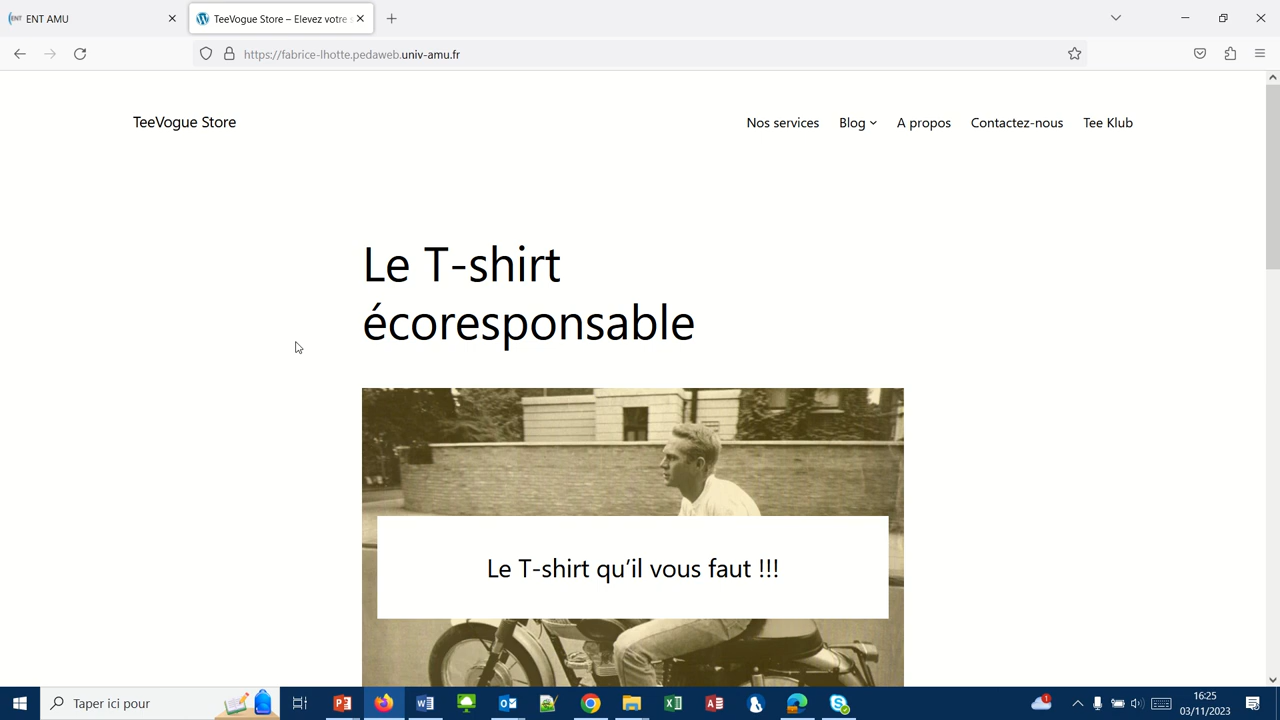 ENT AMU
TeeVogue Store – Elevez votre s
https://fabrice-lhotte.pedaweb.univ-amu.fr
TeeVogue Store
Nos services
Blog
A propos
Contactez-nous
Tee Klub
Le T-shirt
écoresponsable
Le T-shirt qu’il vous faut !!!
Taper ici pour
16:25
03/11/2023